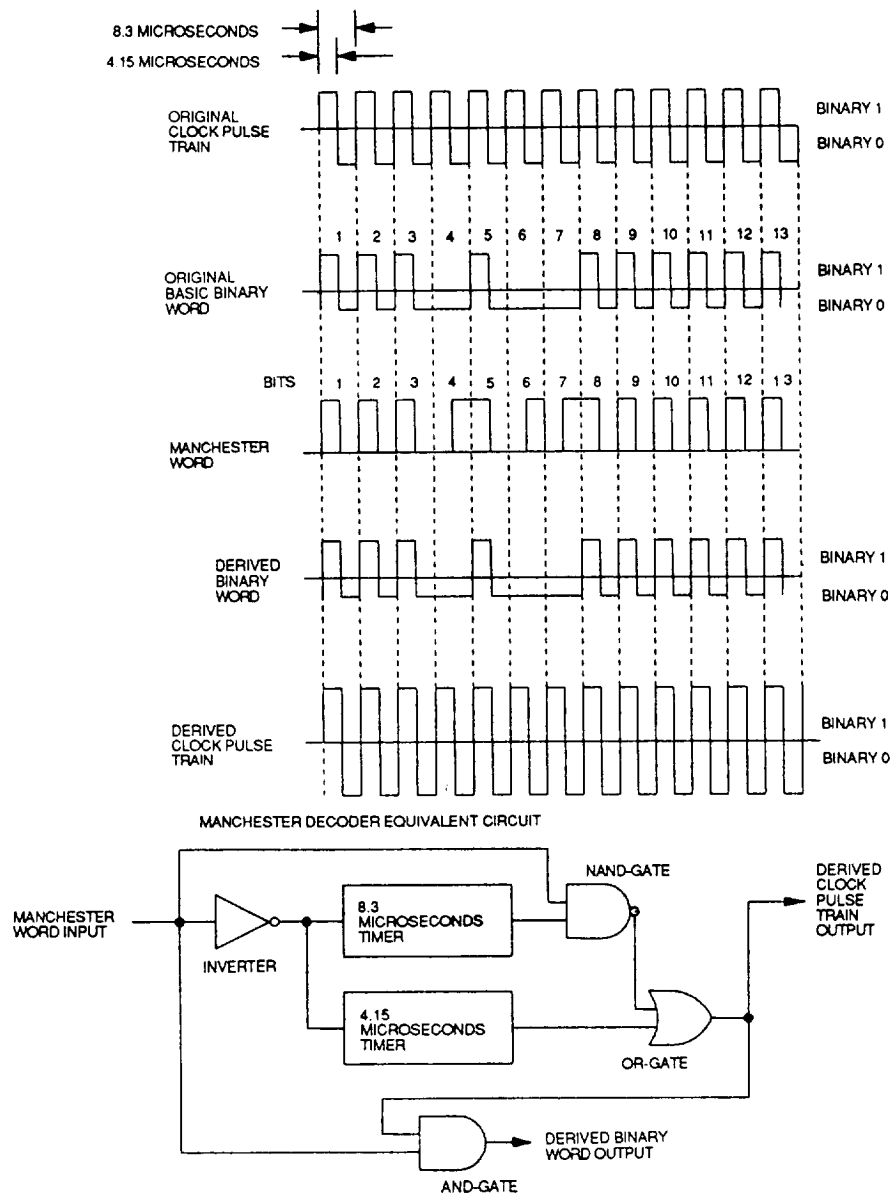 8.3 MICROSECONDS
4.15 MICROSECONDS
ORIGINAL
CLOCK PULSE
TRAIN
BINARY 1
BINARY 0
1 2 3 4 5 6 7 8 9 10 11 12 13
ORIGINAL
BASIC BINARY
WORD
BINARY 1
BINARY 0
BITS 1 2 3 4 5 6 7 8 9 10 11 12 13
MANCHESTER
WORD
DERIVED
BINARY
WORD
BINARY 1
BINARY 0
DERIVED
CLOCK PULSE
TRAIN
BINARY 1
BINARY 0
MANCHESTER DECODER EQUIVALENT CIRCUIT
NAND-GATE
DERIVED
CLOCK
PULSE
TRAIN
OUTPUT
MANCHESTER
WORD INPUT
INVERTER
8.3
MICROSECONDS
TIMER
4.15
MICROSECONDS
TIMER
OR-GATE
DERIVED BINARY
WORD OUTPUT
AND-GATE